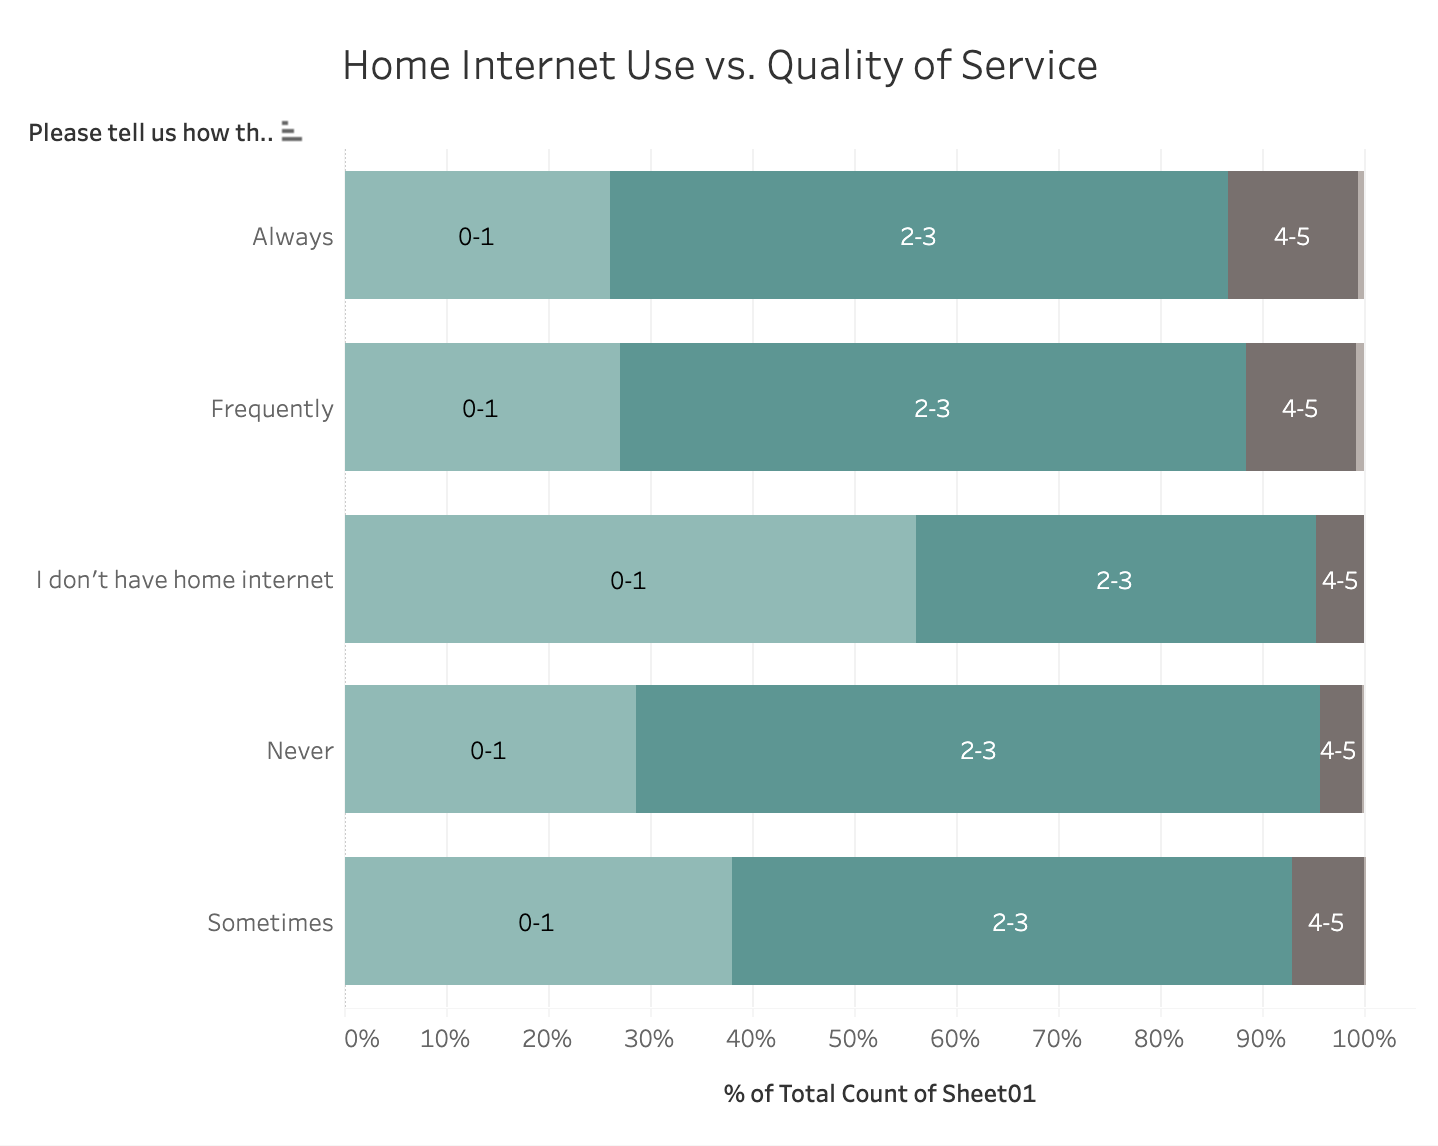 Home Internet Use vs. Quality of Service
Please tell us how th..
Always
0-1 2-3 4-5
Frequently
0-1 2-3 4-5
I don’t have home internet
0-1 2-3 4-5
Never
0-1 2-3 4-5
Sometimes
0-1 2-3 4-5
0% 10% 20% 30% 40% 50% 60% 70% 80% 90% 100%
% of Total Count of Sheet01